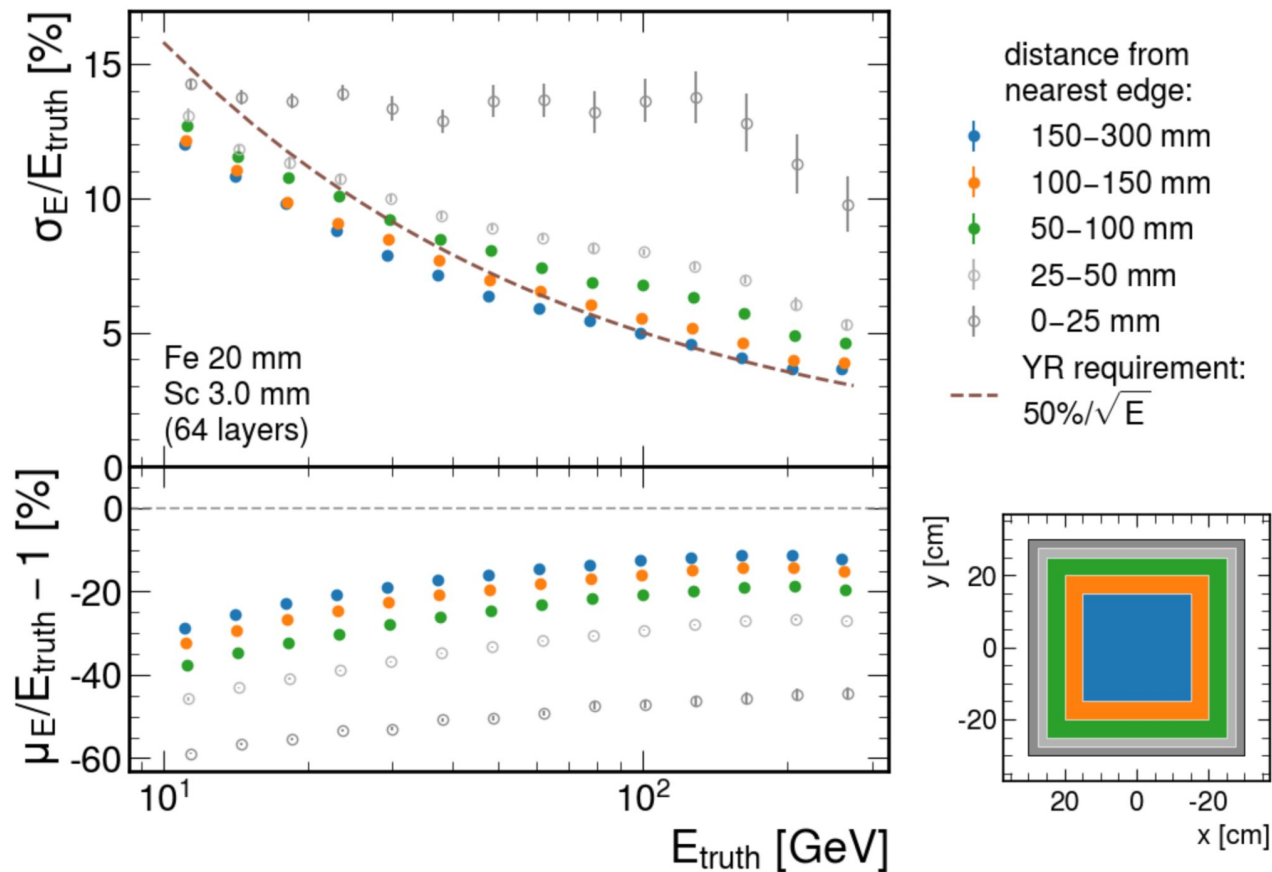 σE/Etruth [%]
15
10
5
0
Fe 20 mm
Sc 3.0 mm
(64 layers)
distance from
nearest edge:
150−300 mm
100−150 mm
50−100 mm
25−50 mm
0−25 mm
YR requirement:
50%/√E
μE/Etruth − 1 [%]
0
-20
-40
-60
10¹
10²
Etruth [GeV]
y [cm]
20
0
-20
20
0
-20
x [cm]